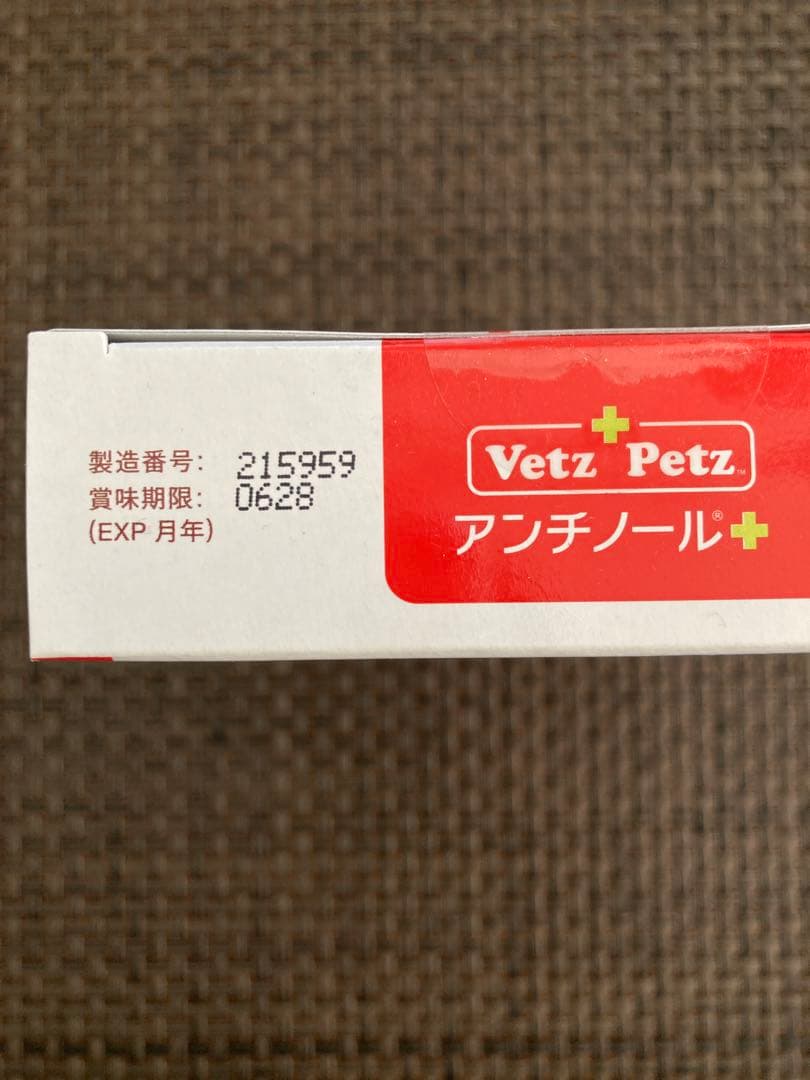 製造番号: 215959
賞味期限: 0628
(EXP 月年)
Vetz Petz™
アンチノール®